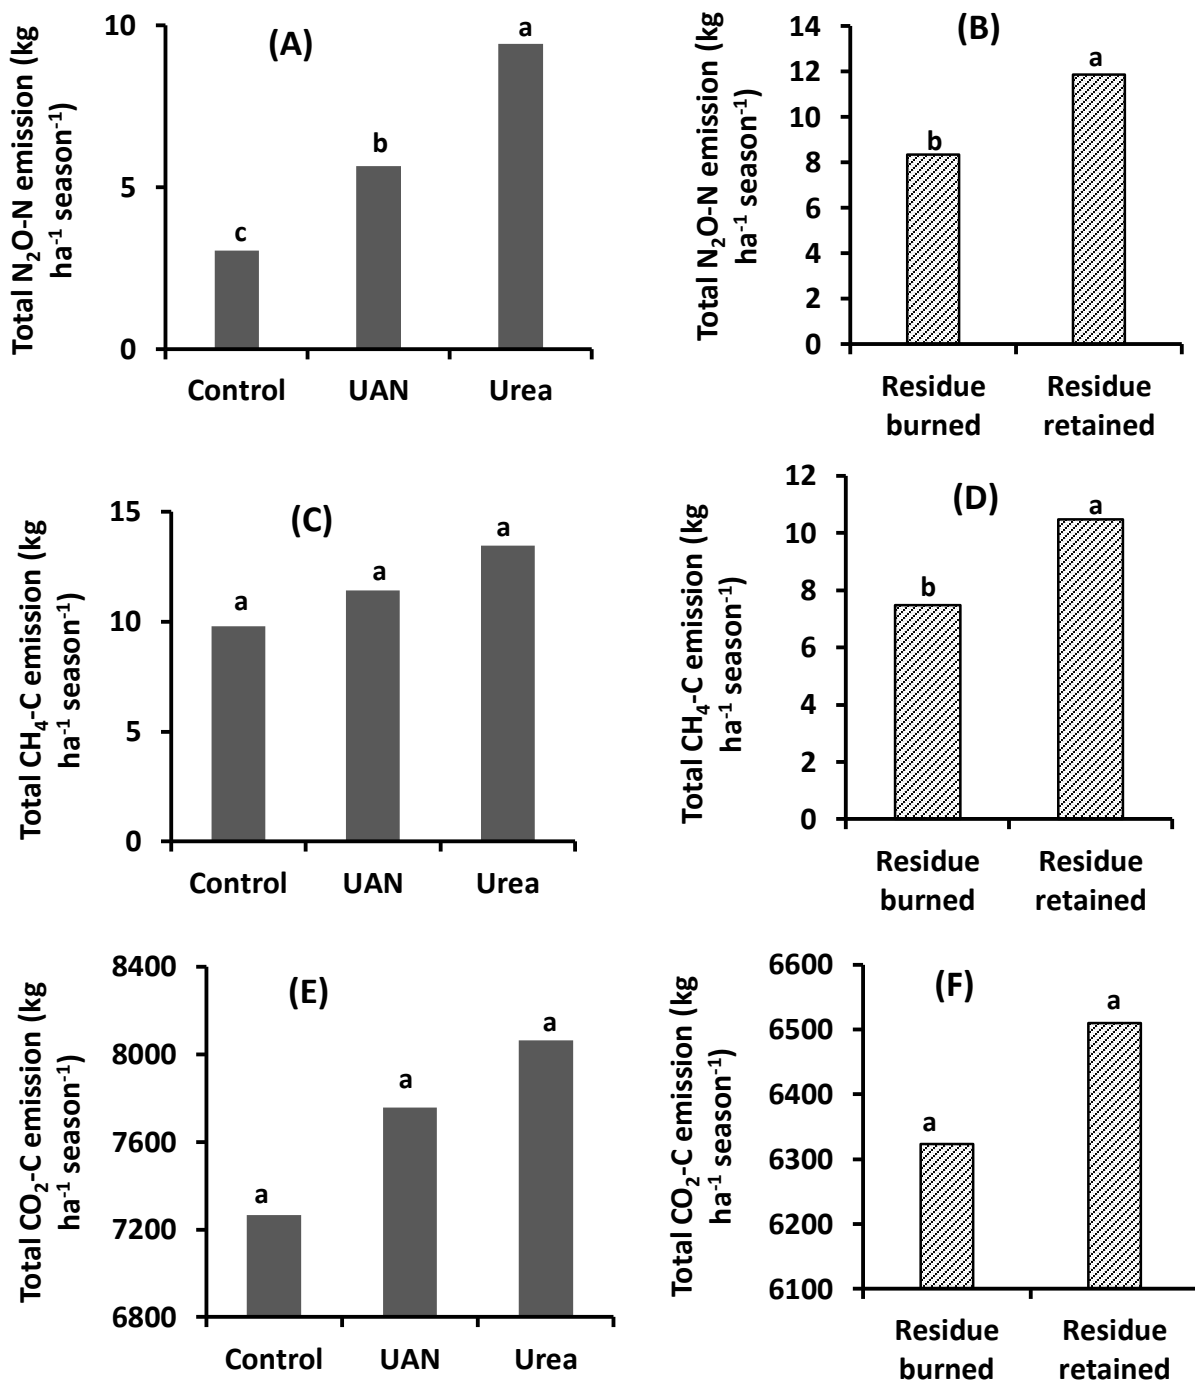 (A)
Total N₂O-N emission (kg
ha⁻¹ season⁻¹)
10
5
0
c
b
a
Control UAN Urea
(B)
Total N₂O-N emission (kg
ha⁻¹ season⁻¹)
14
12
10
8
6
4
2
0
b
a
Residue Residue
burned retained
(C)
Total CH₄-C emission (kg
ha⁻¹ season⁻¹)
15
10
5
0
a
a
a
Control UAN Urea
(D)
Total CH₄-C emission (kg
ha⁻¹ season⁻¹)
12
10
8
6
4
2
0
b
a
Residue Residue
burned retained
(E)
Total CO₂-C emission (kg
ha⁻¹ season⁻¹)
8400
8000
7600
7200
6800
a
a
a
Control UAN Urea
(F)
Total CO₂-C emission (kg
ha⁻¹ season⁻¹)
6600
6500
6400
6300
6200
6100
a
a
Residue Residue
burned retained